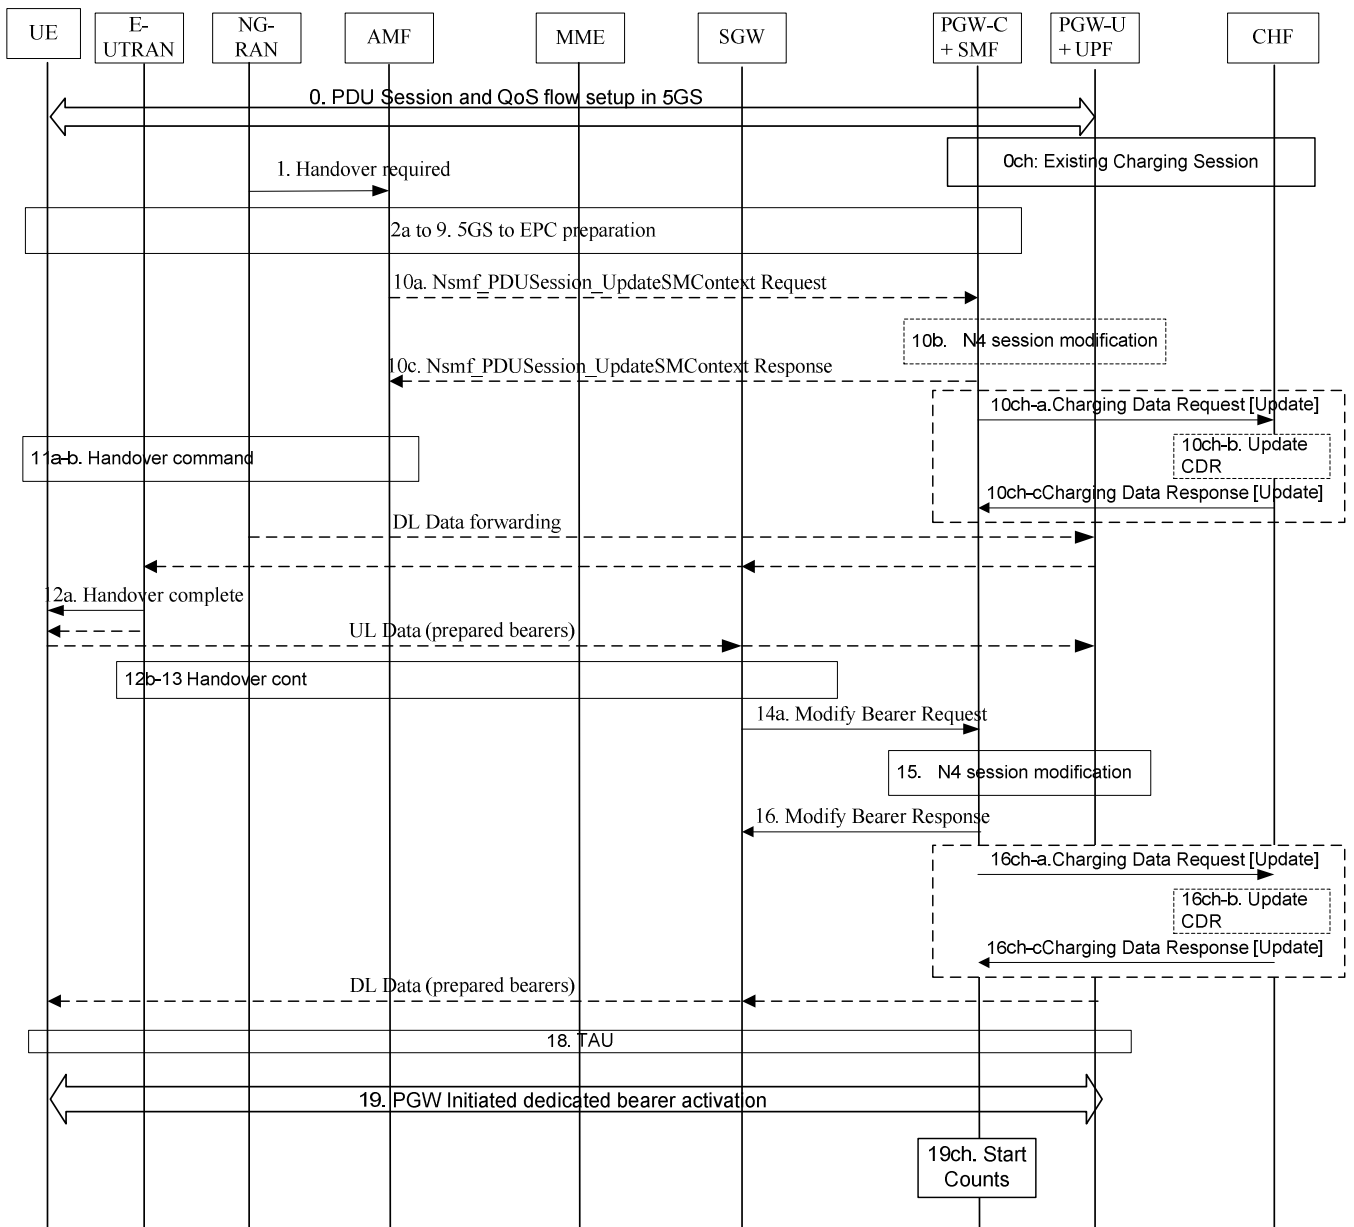 UE
E-
UTRAN
NG-
RAN
AMF
MME
SGW
PGW-C
+ SMF
PGW-U
+ UPF
CHF
0. PDU Session and QoS flow setup in 5GS
0ch: Existing Charging Session
1. Handover required
2a to 9. 5GS to EPC preparation
10a. Nsmf_PDUSession_UpdateSMContext Request
10b. N4 session modification
10c. Nsmf_PDUSession_UpdateSMContext Response
10ch-a.Charging Data Request [Update]
10ch-b. Update
CDR
11a-b. Handover command
10ch-cCharging Data Response [Update]
DL Data forwarding
12a. Handover complete
UL Data (prepared bearers)
12b-13 Handover cont
14a. Modify Bearer Request
15. N4 session modification
16. Modify Bearer Response
16ch-a.Charging Data Request [Update]
16ch-b. Update
CDR
16ch-cCharging Data Response [Update]
DL Data (prepared bearers)
18. TAU
19. PGW Initiated dedicated bearer activation
19ch. Start
Counts